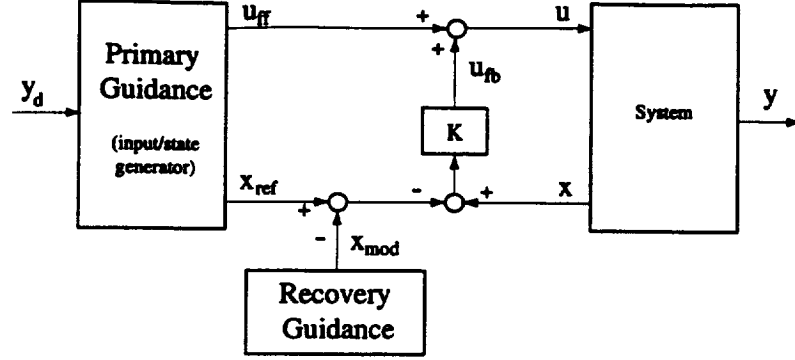 u_ff
+
u
Primary
Guidance
(input/state
generator)
y_d
+
u_fb
K
System
y
x_ref
+
-
+
x
-
x_mod
Recovery
Guidance